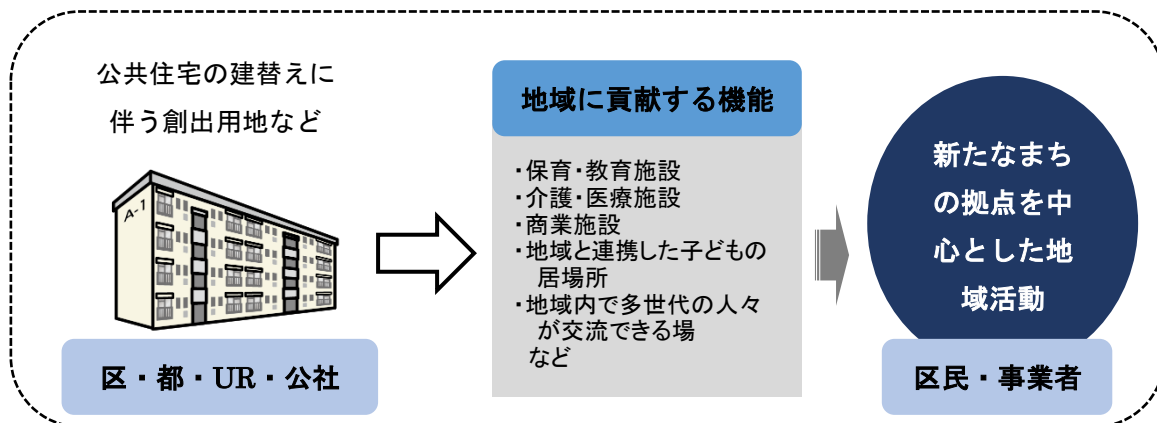 公共住宅の建替えに
伴う創出用地など
A-1
区・都・UR・公社
地域に貢献する機能
・保育・教育施設
・介護・医療施設
・商業施設
・地域と連携した子どもの
居場所
・地域内で多世代の人々
が交流できる場
など
新たなまち
の拠点を中
心とした地
域活動
区民・事業者